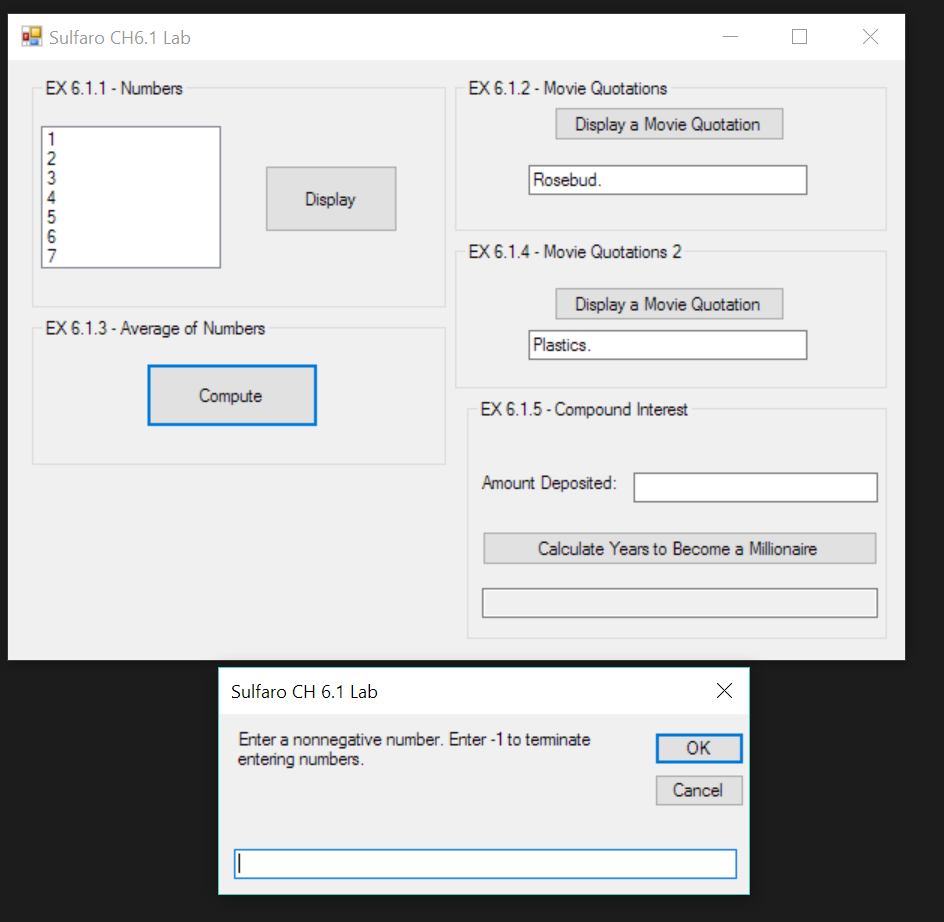 Sulfaro CH6.1 Lab
EX 6.1.1 - Numbers
1
2
3
4
5
6
7
Display
EX 6.1.2 - Movie Quotations
Display a Movie Quotation
Rosebud.
EX 6.1.3 - Average of Numbers
Compute
EX 6.1.4 - Movie Quotations 2
Display a Movie Quotation
Plastics.
EX 6.1.5 - Compound Interest
Amount Deposited:
Calculate Years to Become a Millionaire
Sulfaro CH 6.1 Lab
Enter a nonnegative number. Enter -1 to terminate
entering numbers.
OK
Cancel